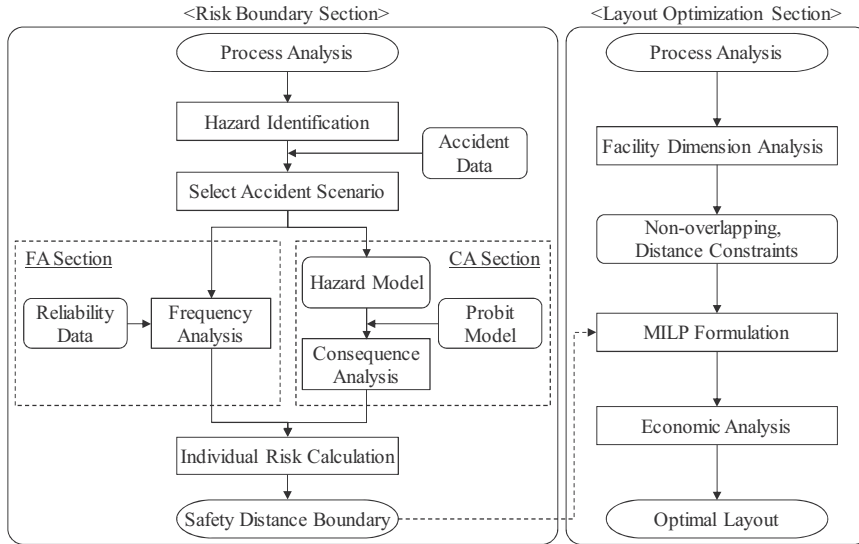 <Risk Boundary Section>
Process Analysis
Hazard Identification
Accident
Data
Select Accident Scenario
FA Section
Reliability
Data
Frequency
Analysis
CA Section
Hazard Model
Probit
Model
Consequence
Analysis
Individual Risk Calculation
Safety Distance Boundary
<Layout Optimization Section>
Process Analysis
Facility Dimension Analysis
Non-overlapping,
Distance Constraints
MILP Formulation
Economic Analysis
Optimal Layout